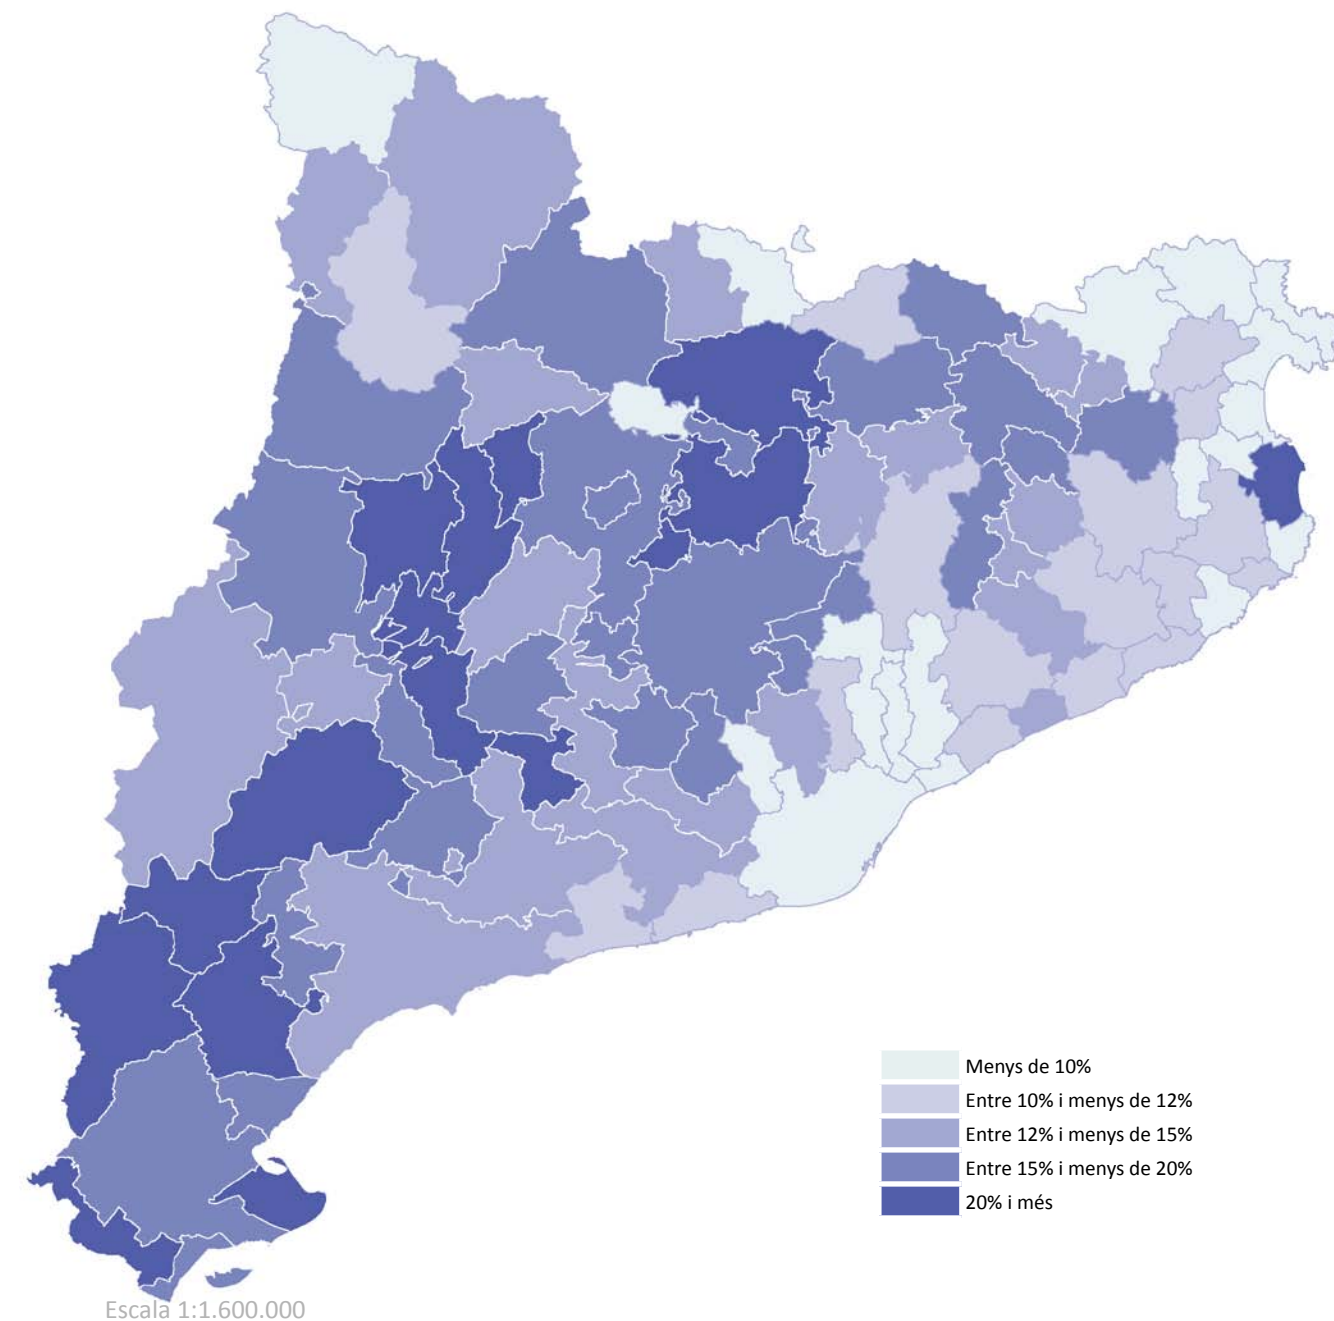 Menys de 10%
Entre 10% i menys de 12%
Entre 12% i menys de 15%
Entre 15% i menys de 20%
20% i més
Escala 1:1.600.000